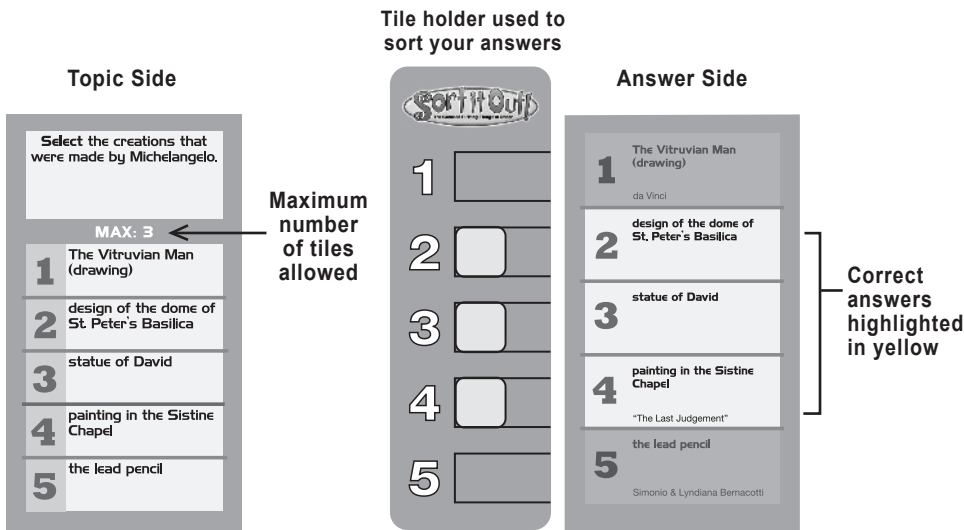 Tile holder used to
sort your answers
Topic Side
Answer Side
Select the creations that
were made by Michelangelo.
MAX: 3
1
The Vitruvian Man
(drawing)
2
design of the dome of
St. Peter's Basilica
3
statue of David
4
painting in the Sistine
Chapel
5
the lead pencil
Maximum
number
of tiles
allowed
Sort it Out!
1
2
3
4
5
1
The Vitruvian Man
(drawing)
da Vinci
2
design of the dome of
St. Peter's Basilica
3
statue of David
4
painting in the Sistine
Chapel
"The Last Judgement"
5
the lead pencil
Simonio & Lyndiana Bernacotti
Correct
answers
highlighted
in yellow